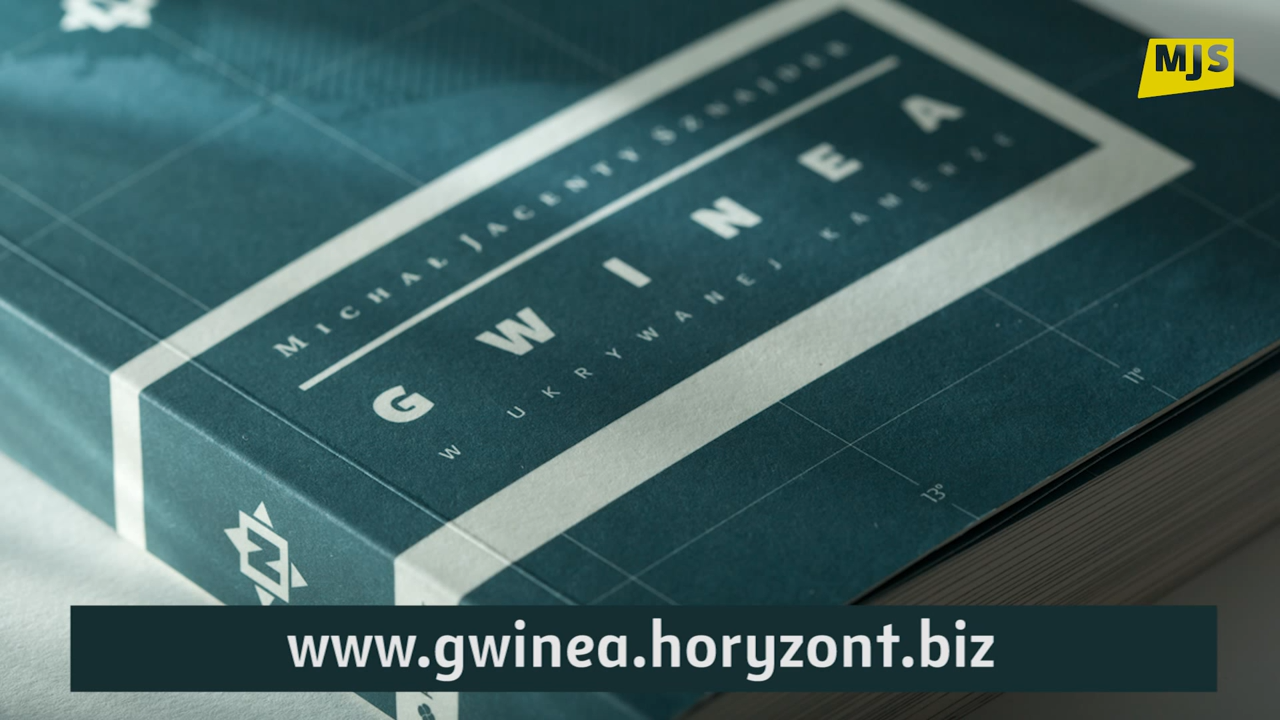 MJS
MICHAŁ JACENTY SZNAJDER
GWINEA
W UKRYWANEJ KAMERZE
11°
13°
N
www.gwinea.horyzont.biz